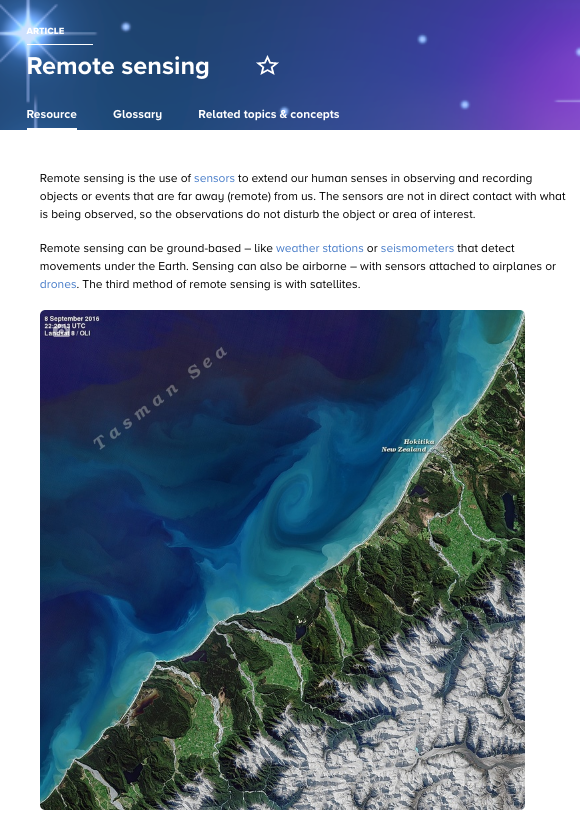 ARTICLE
Remote sensing
Resource Glossary Related topics & concepts
Remote sensing is the use of sensors to extend our human senses in observing and recording
objects or events that are far away (remote) from us. The sensors are not in direct contact with what
is being observed, so the observations do not disturb the object or area of interest.
Remote sensing can be ground-based – like weather stations or seismometers that detect
movements under the Earth. Sensing can also be airborne – with sensors attached to airplanes or
drones. The third method of remote sensing is with satellites.
8 September 2016
UTC
8 / OLI
Tasman Sea
Hokitika
New Zealand